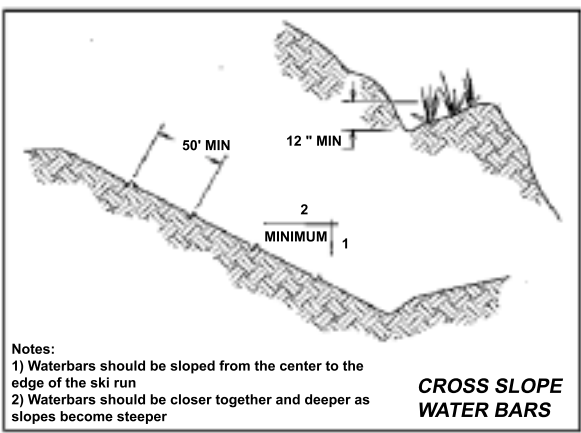 50' MIN
12 " MIN
2
MINIMUM
1
Notes:
1) Waterbars should be sloped from the center to the
edge of the ski run
2) Waterbars should be closer together and deeper as
slopes become steeper
CROSS SLOPE
WATER BARS